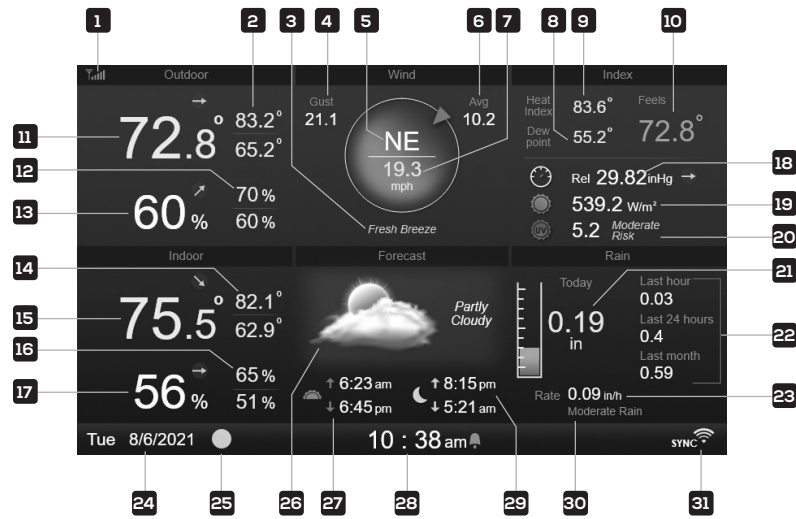 1 2 3 4 5 6 7 8 9 10
Outdoor Wind Index
72.8° 83.2°
65.2°
60% 70%
60%
Gust
21.1
Avg
10.2
NE
19.3
mph
Fresh Breeze
Heat Index 83.6°
Dew point 55.2°
Feels
72.8°
Rel 29.82 inHg
539.2 W/m²
UV 5.2 Moderate Risk
11
12
13
18
19
20
Indoor Forecast Rain
75.5° 82.1°
62.9°
56% 65%
51%
Partly
Cloudy
6:23 am 8:15 pm
6:45 pm 5:21 am
Today
0.19
in
Last hour
0.03
Last 24 hours
0.4
Last month
0.59
Rate 0.09 in/h
Moderate Rain
14
15
16
17
21
22
23
Tue 8/6/2021 10 : 38 am SYNC
24 25 26 27 28 29 30 31